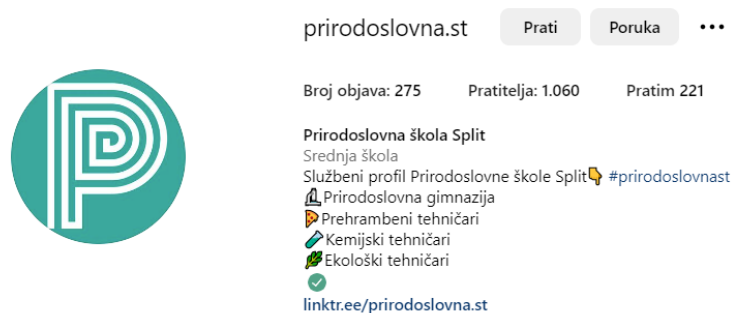 prirodoslovna.st Prati Poruka
Broj objava: 275 Pratitelja: 1.060 Pratim 221
Prirodoslovna škola Split
Srednja škola
Službeni profil Prirodoslovne škole Split👇 #prirodoslovnast
Prirodoslovna gimnazija
🍕Prehrambeni tehničari
🧪Kemijski tehničari
🌿Ekološki tehničari
linktr.ee/prirodoslovna.st